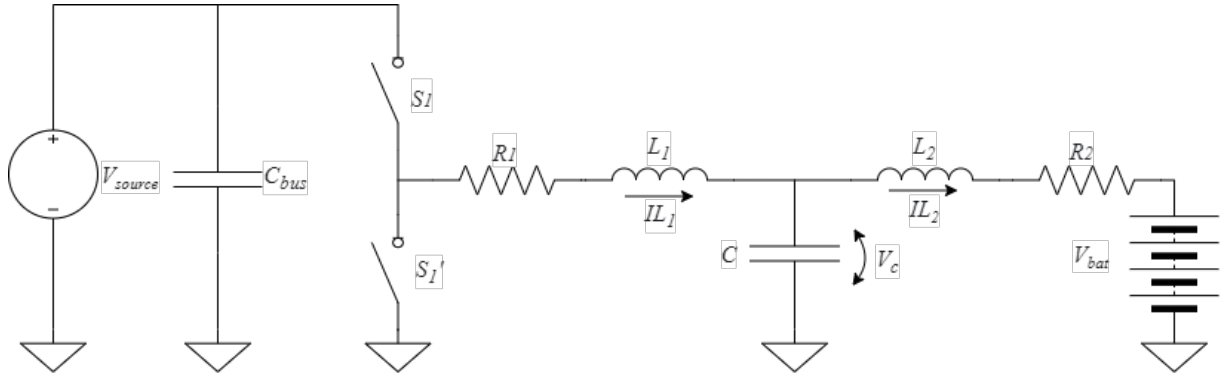 S1
R1
L1
L2
R2
+
Vsource
−
Cbus
IL1
IL2
S1'
C
Vc
Vbat